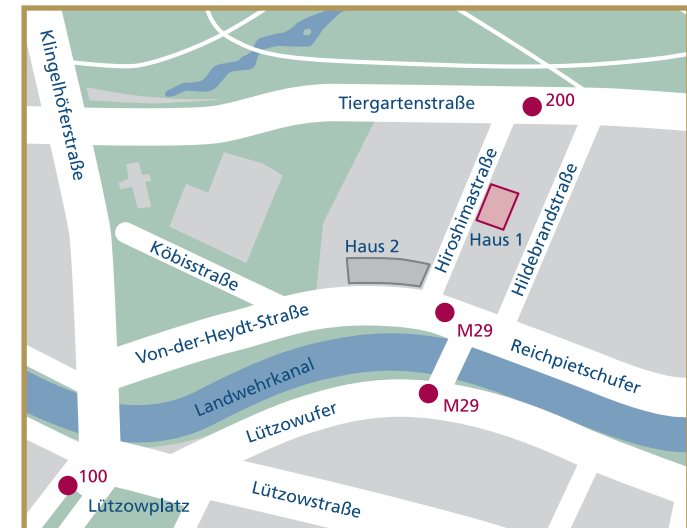 Klingelhöferstraße
Tiergartenstraße
200
Hiroshimastraße
Hildebrandstraße
Haus 1
Haus 2
Köbisstraße
Von-der-Heydt-Straße
M29
Reichpietschufer
Landwehrkanal
M29
Lützowufer
100
Lützowplatz
Lützowstraße